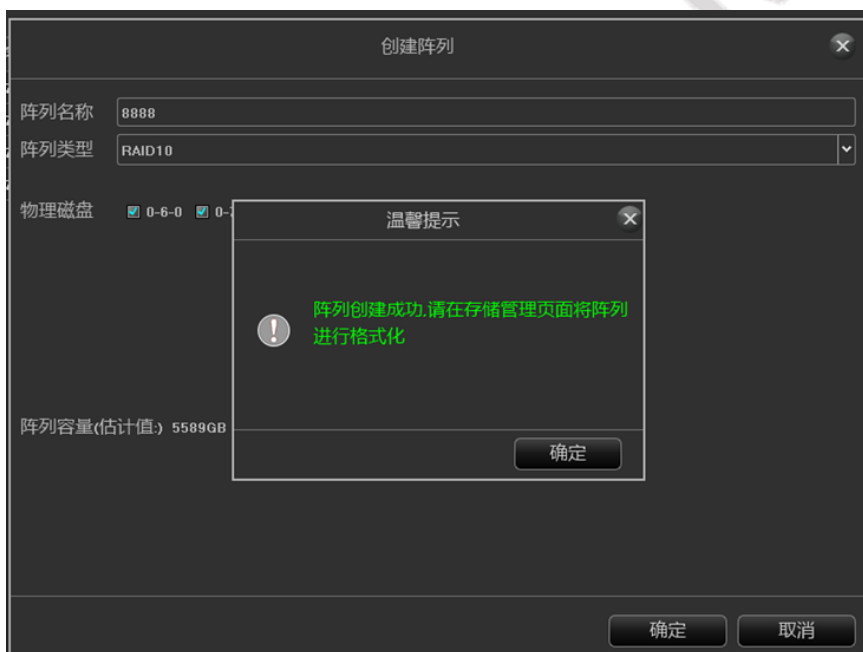 创建阵列
阵列名称 8888
阵列类型 RAID10
物理磁盘 0-6-0
温馨提示
阵列创建成功,请在存储管理页面将阵列
进行格式化
确定
阵列容量(估计值:) 5589GB
确定 取消